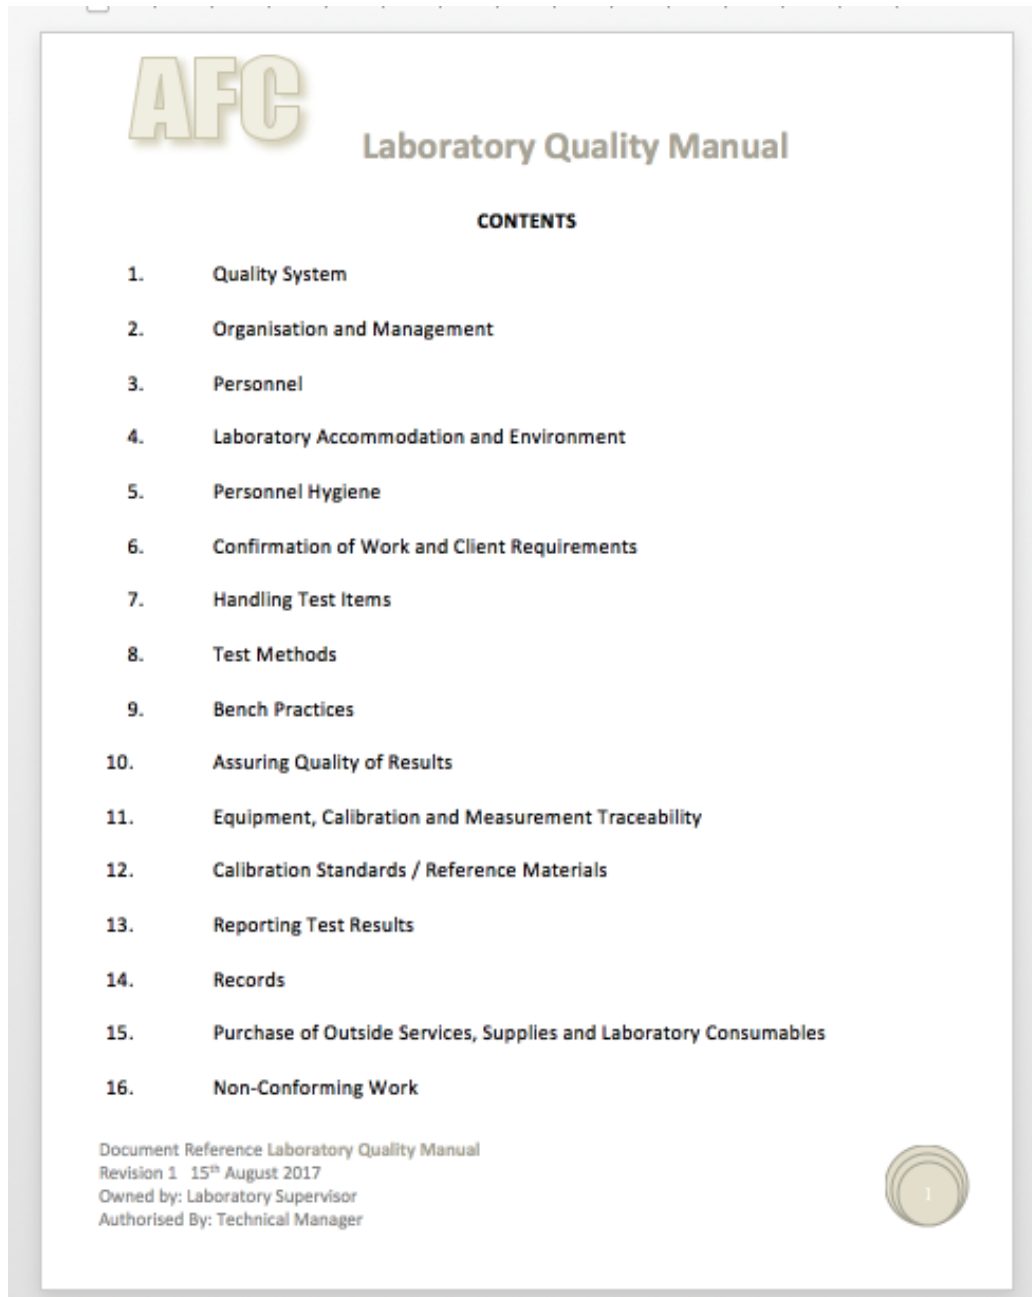 AFC
Laboratory Quality Manual
CONTENTS
1. Quality System
2. Organisation and Management
3. Personnel
4. Laboratory Accommodation and Environment
5. Personnel Hygiene
6. Confirmation of Work and Client Requirements
7. Handling Test Items
8. Test Methods
9. Bench Practices
10. Assuring Quality of Results
11. Equipment, Calibration and Measurement Traceability
12. Calibration Standards / Reference Materials
13. Reporting Test Results
14. Records
15. Purchase of Outside Services, Supplies and Laboratory Consumables
16. Non-Conforming Work
Document Reference Laboratory Quality Manual
Revision 1 15th August 2017
Owned by: Laboratory Supervisor
Authorised By: Technical Manager
1